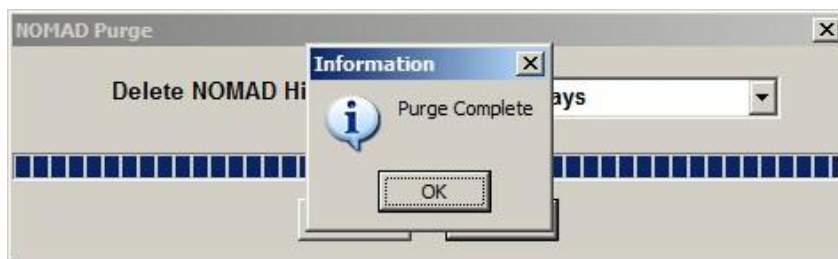 NOMAD Purge
Information
Delete NOMAD Hi
ays
Purge Complete
OK